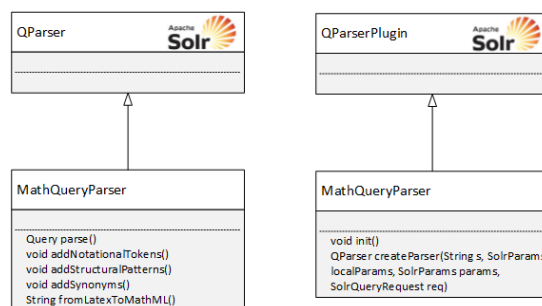 QParser
Apache
Solr
MathQueryParser
Query parse()
void addNotationalTokens()
void addStructuralPatterns()
void addSynonyms()
String fromLatexToMathML()
QParserPlugin
Apache
Solr
MathQueryParser
void init()
QParser createParser(String s, SolrParams
localParams, SolrParams params,
SolrQueryRequest req)